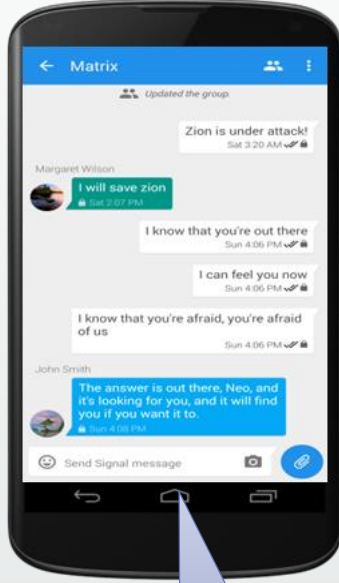 Matrix
Updated the group.
Zion is under attack!
Sat 3:20 AM
Margaret Wilson
I will save zion
Sat 2:07 PM
I know that you're out there
Sun 4:06 PM
I can feel you now
Sun 4:06 PM
I know that you're afraid, you're afraid
of us
Sun 4:06 PM
John Smith
The answer is out there, Neo, and
it's looking for you, and it will find
you if you want it to.
Sun 4:06 PM
Send Signal message